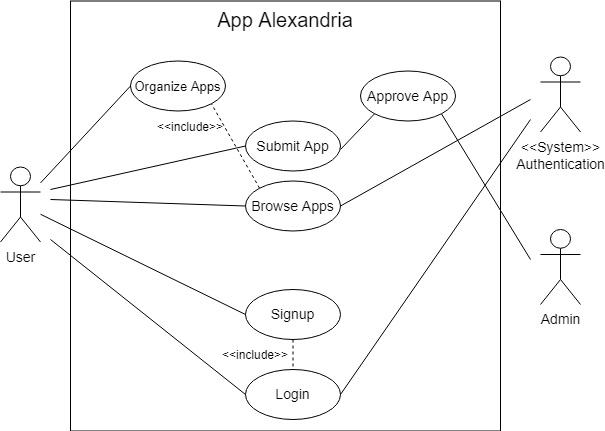 App Alexandria
Organize Apps
Approve App
<<include>>
Submit App
<<System>>
Authentication
Browse Apps
User
Signup
Admin
<<include>>
Login